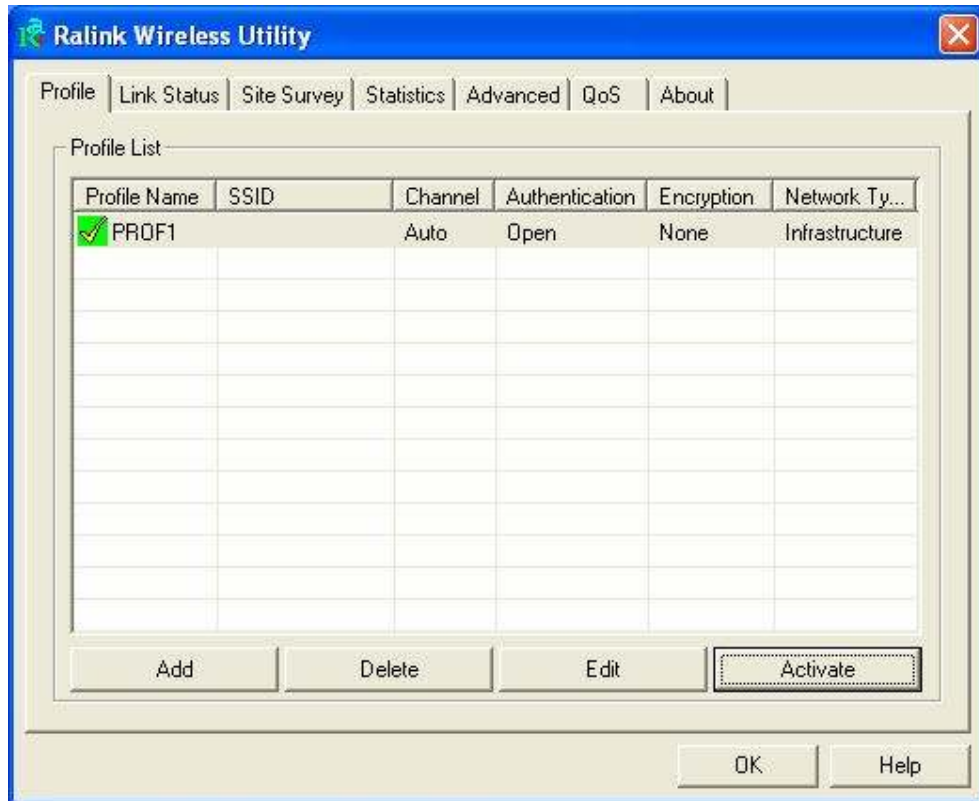 Ralink Wireless Utility
Profile Link Status Site Survey Statistics Advanced QoS About
Profile List
Profile Name SSID Channel Authentication Encryption Network Ty...
PROF1 Auto Open None Infrastructure
Add Delete Edit Activate
OK Help